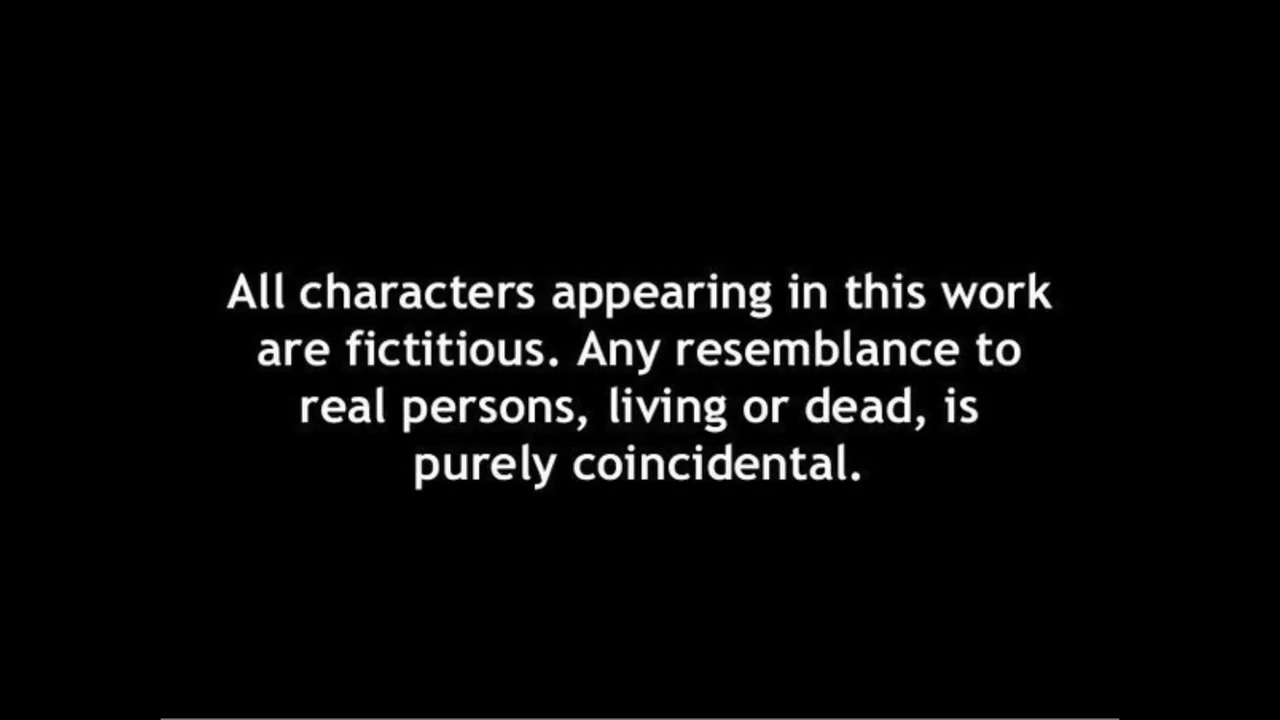 All characters appearing in this work
are fictitious. Any resemblance to
real persons, living or dead, is
purely coincidental.